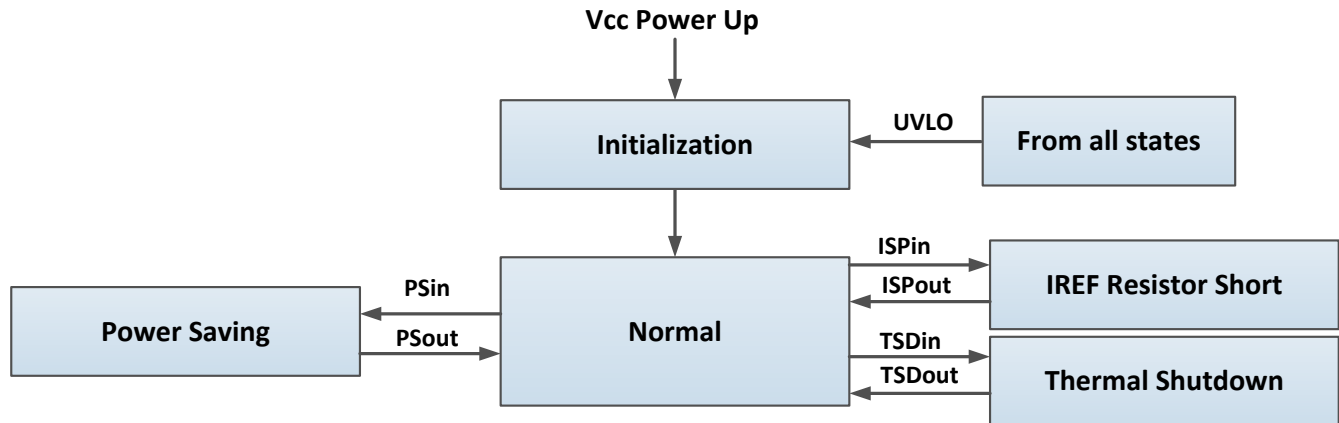 Vcc Power Up
Initialization
UVLO
From all states
Power Saving
PSin
PSout
Normal
ISPin
ISPout
IREF Resistor Short
TSDin
TSDout
Thermal Shutdown